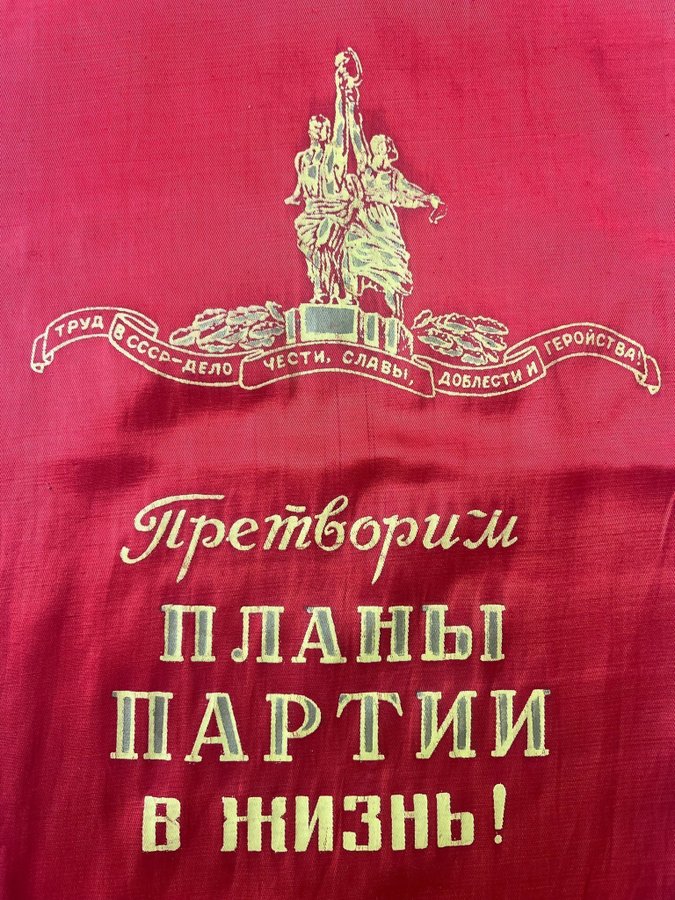 ТРУД В СССР-ДЕЛО ЧЕСТИ, СЛАВЫ, ДОБЛЕСТИ И ГЕРОЙСТВА!
Претворим
ПЛАНЫ
ПАРТИИ
В ЖИЗНЬ!